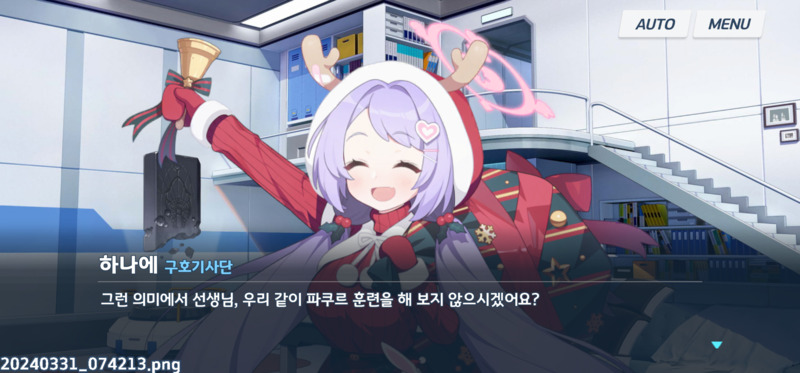 AUTO MENU
하나에 구호기사단
그런 의미에서 선생님, 우리 같이 파쿠르 훈련을 해 보지 않으시겠어요?
20240331_074213.png